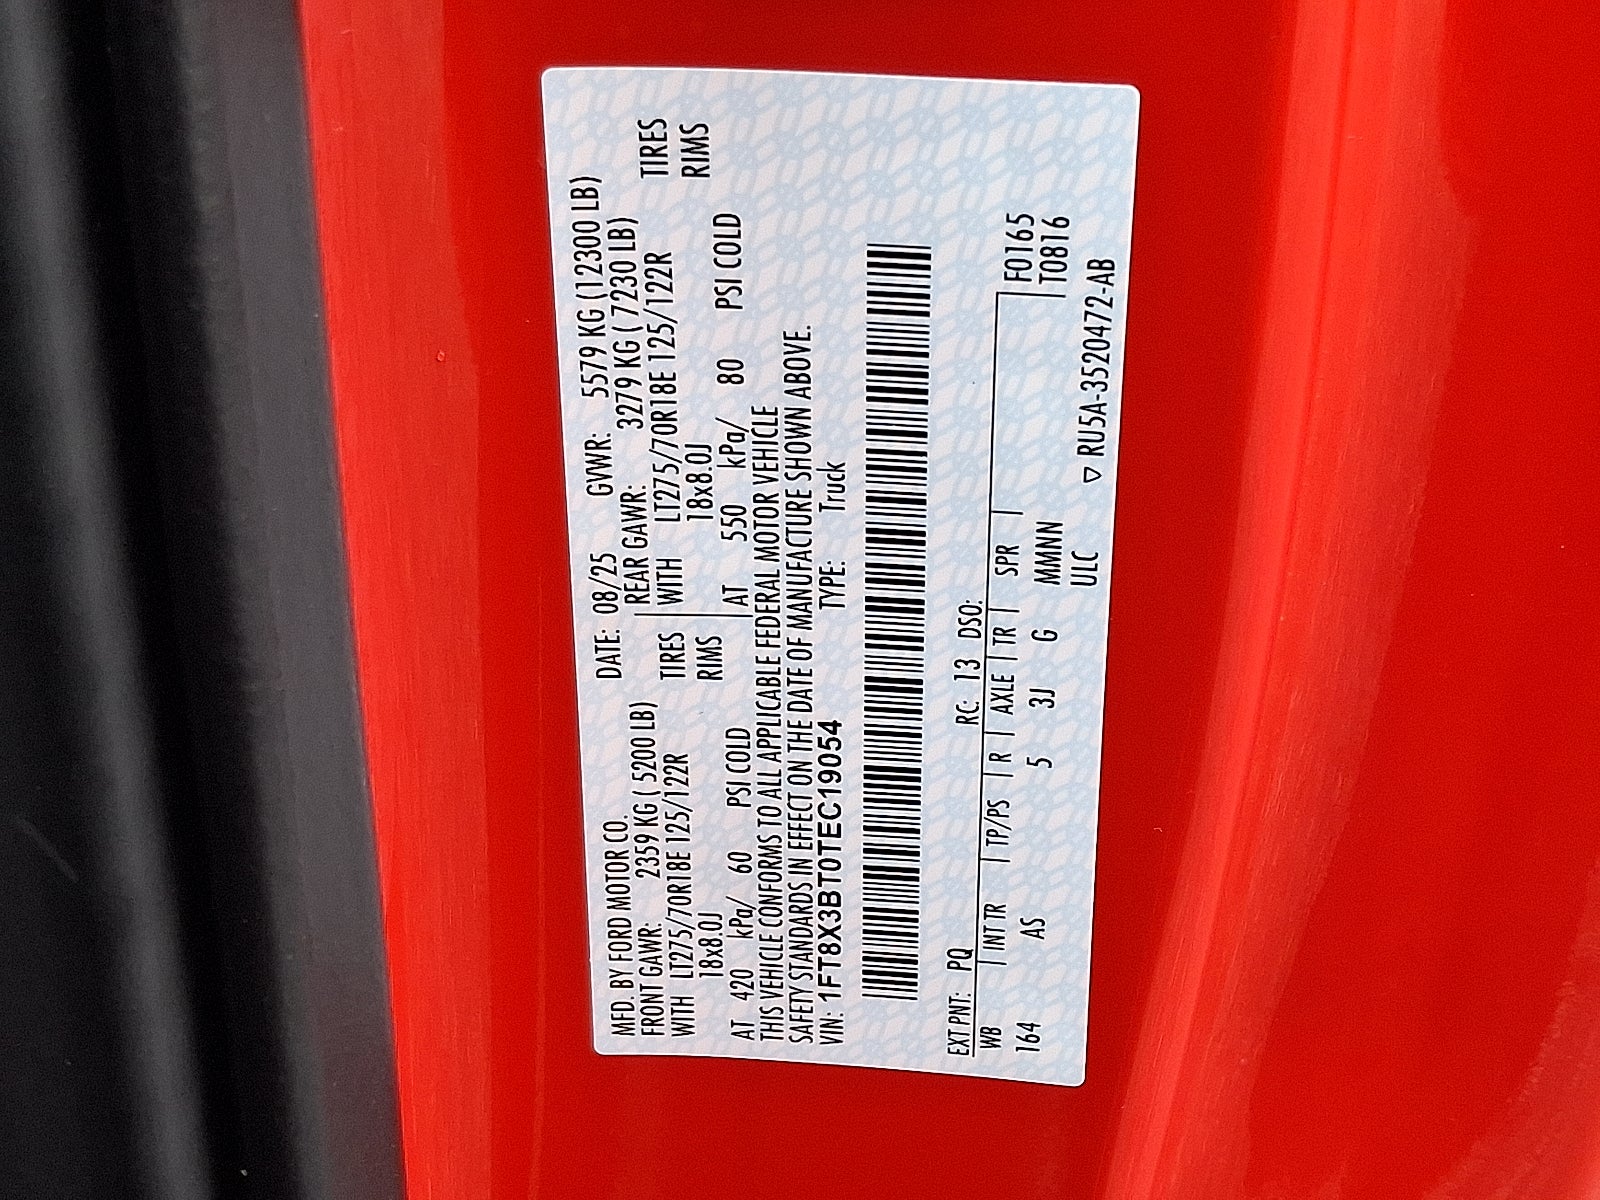 MFD. BY FORD MOTOR CO. DATE: 08/25 GVWR: 5579 KG (12300 LB)
FRONT GAWR: 2359 KG ( 5200 LB) REAR GAWR: 3279 KG ( 7230 LB)
WITH LT275/70R18E 125/122R TIRES WITH LT275/70R18E 125/122R TIRES
18x8.0J RIMS 18x8.0J RIMS
AT 420 kPa/ 60 PSI COLD AT 550 kPa/ 80 PSI COLD
THIS VEHICLE CONFORMS TO ALL APPLICABLE FEDERAL MOTOR VEHICLE
SAFETY STANDARDS IN EFFECT ON THE DATE OF MANUFACTURE SHOWN ABOVE.
VIN: 1FT8X3BT0TEC19054 TYPE: Truck
EXT PNT: PQ RC: 13 DSO:
WB INT TR TP/PS R AXLE TR SPR F0165
164 AS 5 3J G MMNN T0816
ULC ▽ RU5A-3520472-AB